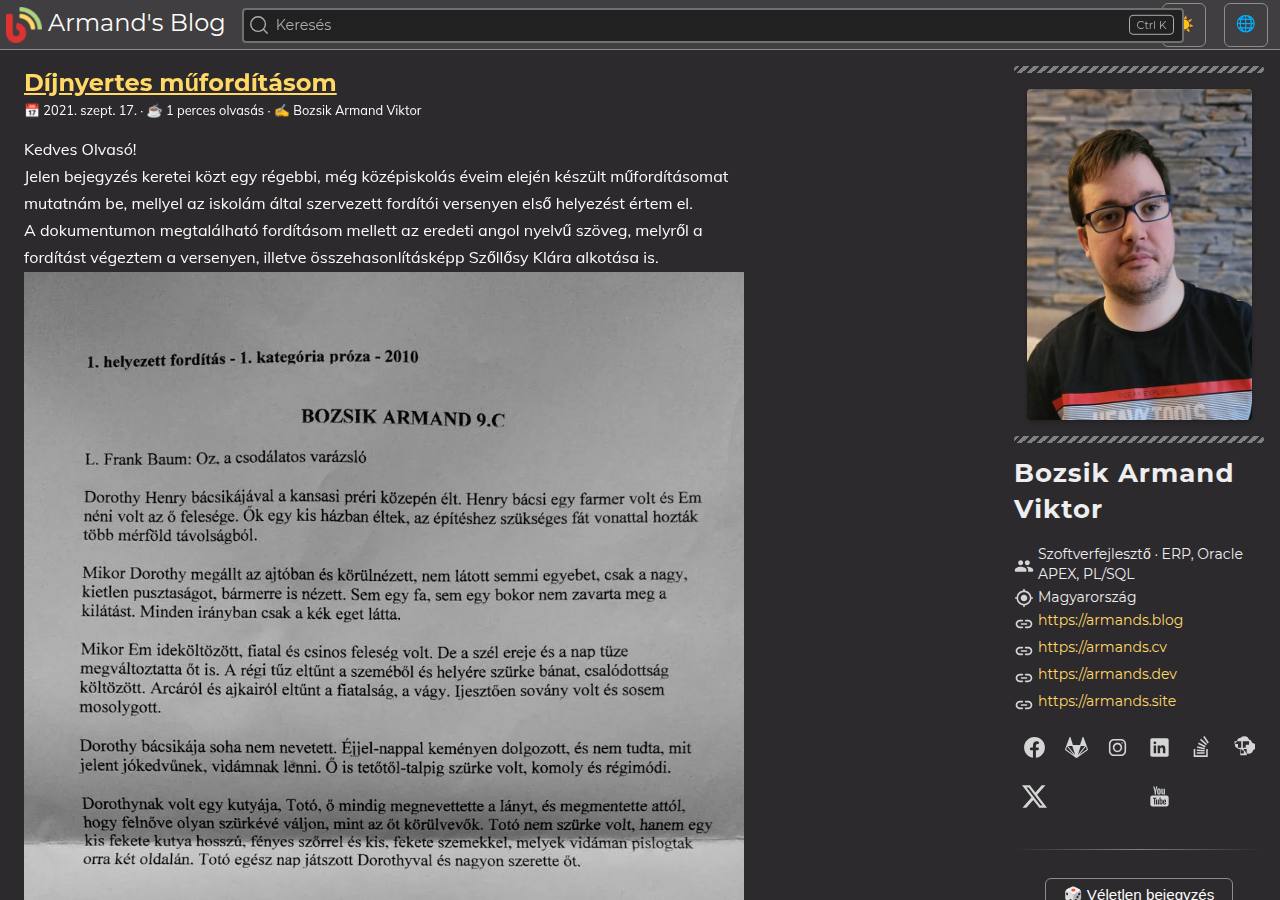 Armand's Blog
Keresés
Ctrl K
Díjnyertes műfordításom
2021. szept. 17. · 1 perces olvasás · Bozsik Armand Viktor
Kedves Olvasó!
Jelen bejegyzés keretei közt egy régebbi, még középiskolás éveim elején készült műfordításomat
mutatnám be, mellyel az iskolám által szervezett fordítói versenyen első helyezést értem el.
A dokumentumon megtalálható fordításom mellett az eredeti angol nyelvű szöveg, melyről a
fordítást végeztem a versenyen, illetve összehasonlításképp Szőllősy Klára alkotása is.
1. helyezett fordítás - 1. kategória próza - 2010
BOZSIK ARMAND 9.C
L. Frank Baum: Oz, a csodálatos varázsló
Dorothy Henry bácsikájával a kansasi préri közepén élt. Henry bácsi egy farmer volt és Em
néni volt az ő felesége. Ők egy kis házban éltek, az építéshez szükséges fát vonattal hozták
több mérföld távolságból.
Mikor Dorothy megállt az ajtóban és körülnézett, nem látott semmi egyebet, csak a nagy,
kietlen pusztaságot, bármerre is nézett. Sem egy fa, sem egy bokor nem zavarta meg a
kilátást. Minden irányban csak a kék eget látta.
Mikor Em ideköltözött, fiatal és csinos feleség volt. De a szél ereje és a nap tüze
megváltoztatta őt is. A régi tűz eltűnt a szeméből és helyére szürke bánat, csalódottság
költözött. Arcáról és ajkairól eltűnt a fiatalság, a vágy. Ijesztően sovány volt és sosem
mosolygott.
Dorothy bácsikája soha nem nevetett. Éjjel-nappal keményen dolgozott, és nem tudta, mit
jelent jókedvűnek, vidámnak lenni. Ő is tetőtől-talpig szürke volt, komoly és régimódi.
Dorothynak volt egy kutyája, Totó, ő mindig megnevettette a lányt, és megmentette attól,
hogy felnőve olyan szürkévé váljon, mint az őt körülvevők. Totó nem szürke volt, hanem egy
kis fekete kutya hosszú, fényes szőrrel és kis, fekete szemekkel, melyek vidáman pislogtak
orra két oldalán. Totó egész nap játszott Dorothyval és nagyon szerette őt.
HEAVY TOOLS
Bozsik Armand
Viktor
Szoftverfejlesztő · ERP, Oracle
APEX, PL/SQL
Magyarország
https://armands.blog
https://armands.cv
https://armands.dev
https://armands.site
You
Tube
Véletlen bejegyzés